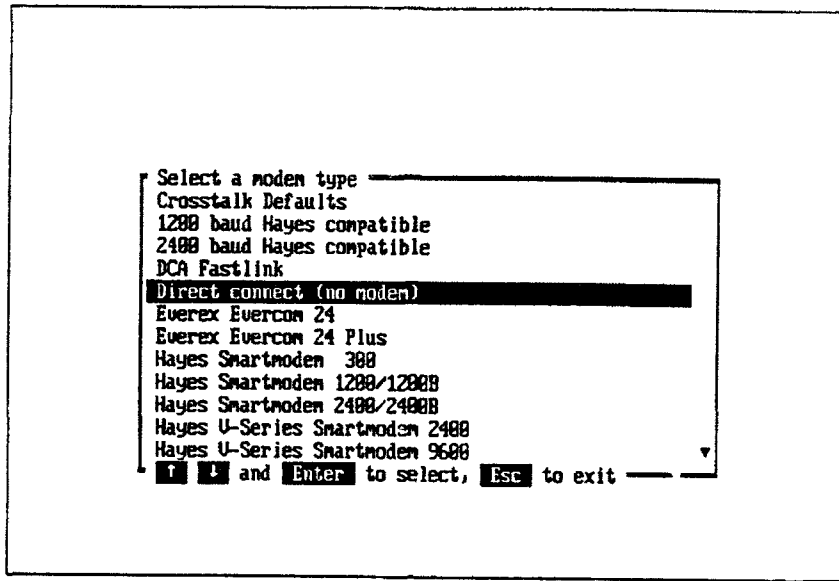 Select a modem type
Crosstalk Defaults
1200 baud Hayes compatible
2400 baud Hayes compatible
DCA Fastlink
Direct connect (no modem)
Everex Evercom 24
Everex Evercom 24 Plus
Hayes Smartmodem 300
Hayes Smartmodem 1200/1200B
Hayes Smartmodem 2400/2400B
Hayes V-Series Smartmodem 2400
Hayes V-Series Smartmodem 9600
↑ ↓ and Enter to select, Esc to exit